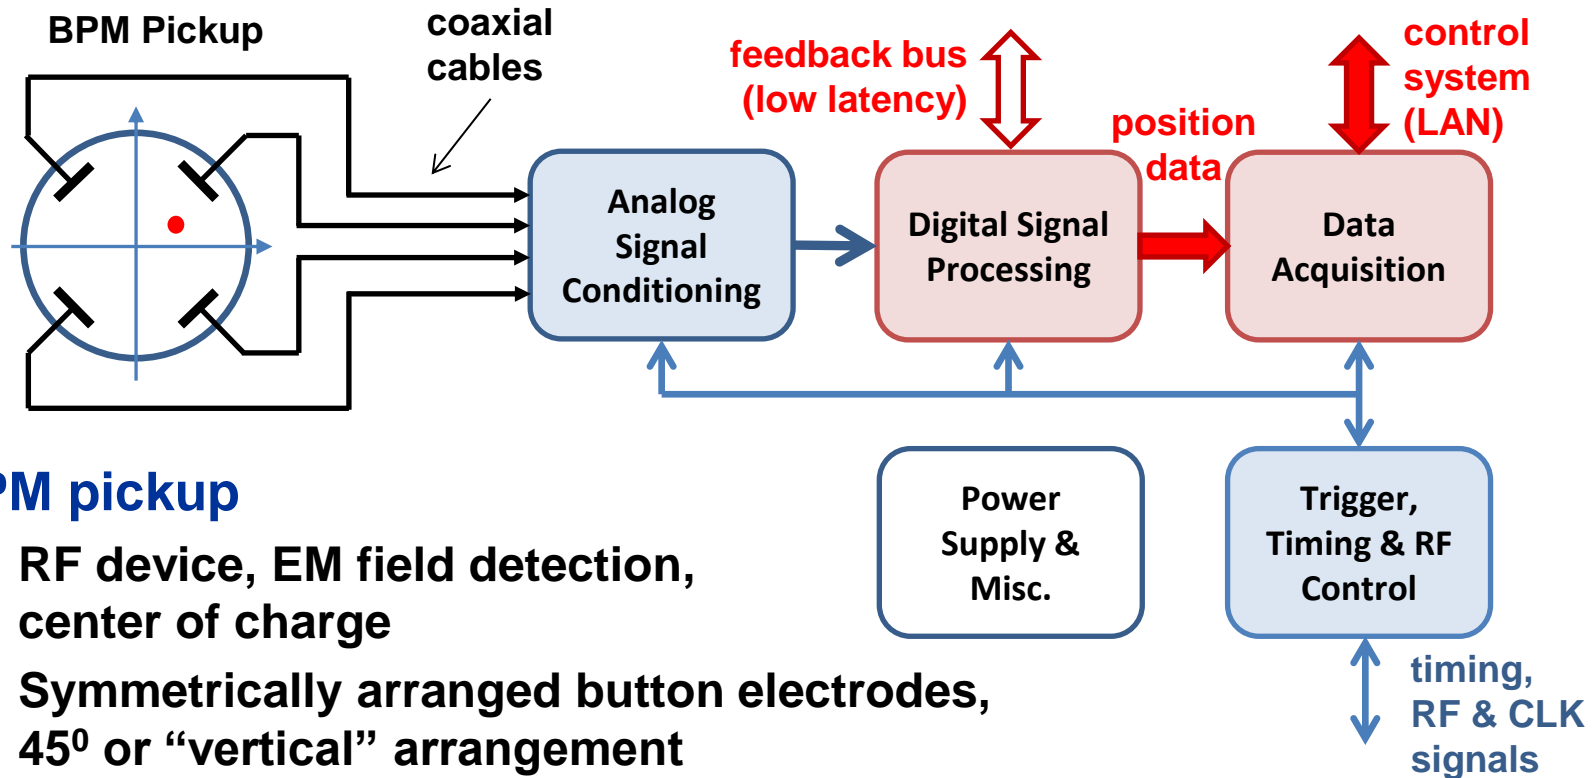 BPM Pickup
coaxial
cables
feedback bus
(low latency)
control
system
(LAN)
position
data
Analog
Signal
Conditioning
Digital Signal
Processing
Data
Acquisition
Power
Supply &
Misc.
Trigger,
Timing & RF
Control
timing,
RF & CLK
signals
PM pickup
RF device, EM field detection,
center of charge
Symmetrically arranged button electrodes,
45⁰ or “vertical” arrangement